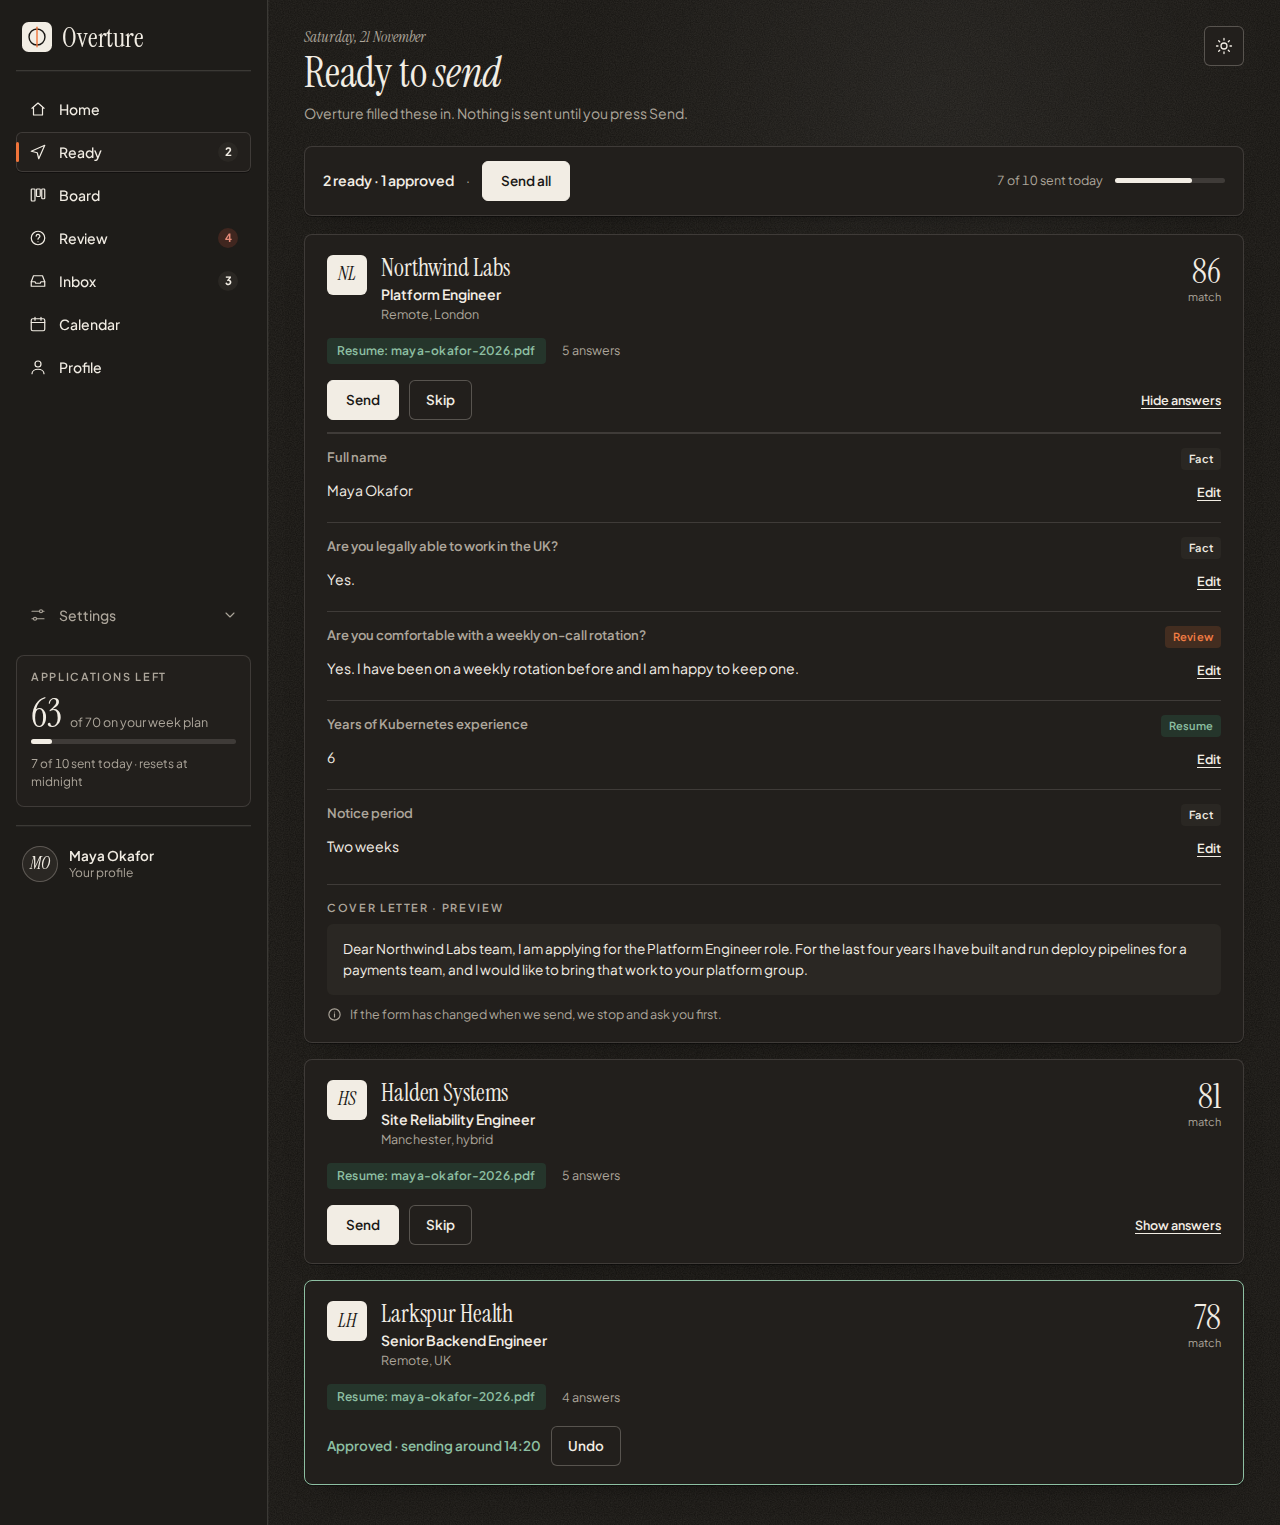 Overture
Home
Ready 2
Board
Review 4
Inbox 3
Calendar
Profile
Settings
APPLICATIONS LEFT
63 of 70 on your week plan
7 of 10 sent today · resets at
midnight
MO
Maya Okafor
Your profile
Saturday, 21 November
Ready to send
Overture filled these in. Nothing is sent until you press Send.
2 ready · 1 approved · Send all 7 of 10 sent today
NL
Northwind Labs 86
Platform Engineer match
Remote, London
Resume: maya-okafor-2026.pdf 5 answers
Send Skip Hide answers
Full name Fact
Maya Okafor Edit
Are you legally able to work in the UK? Fact
Yes. Edit
Are you comfortable with a weekly on-call rotation? Review
Yes. I have been on a weekly rotation before and I am happy to keep one. Edit
Years of Kubernetes experience Resume
6 Edit
Notice period Fact
Two weeks Edit
COVER LETTER · PREVIEW
Dear Northwind Labs team, I am applying for the Platform Engineer role. For the last four years I have built and run deploy pipelines for a
payments team, and I would like to bring that work to your platform group.
If the form has changed when we send, we stop and ask you first.
HS
Halden Systems 81
Site Reliability Engineer match
Manchester, hybrid
Resume: maya-okafor-2026.pdf 5 answers
Send Skip Show answers
LH
Larkspur Health 78
Senior Backend Engineer match
Remote, UK
Resume: maya-okafor-2026.pdf 4 answers
Approved · sending around 14:20 Undo